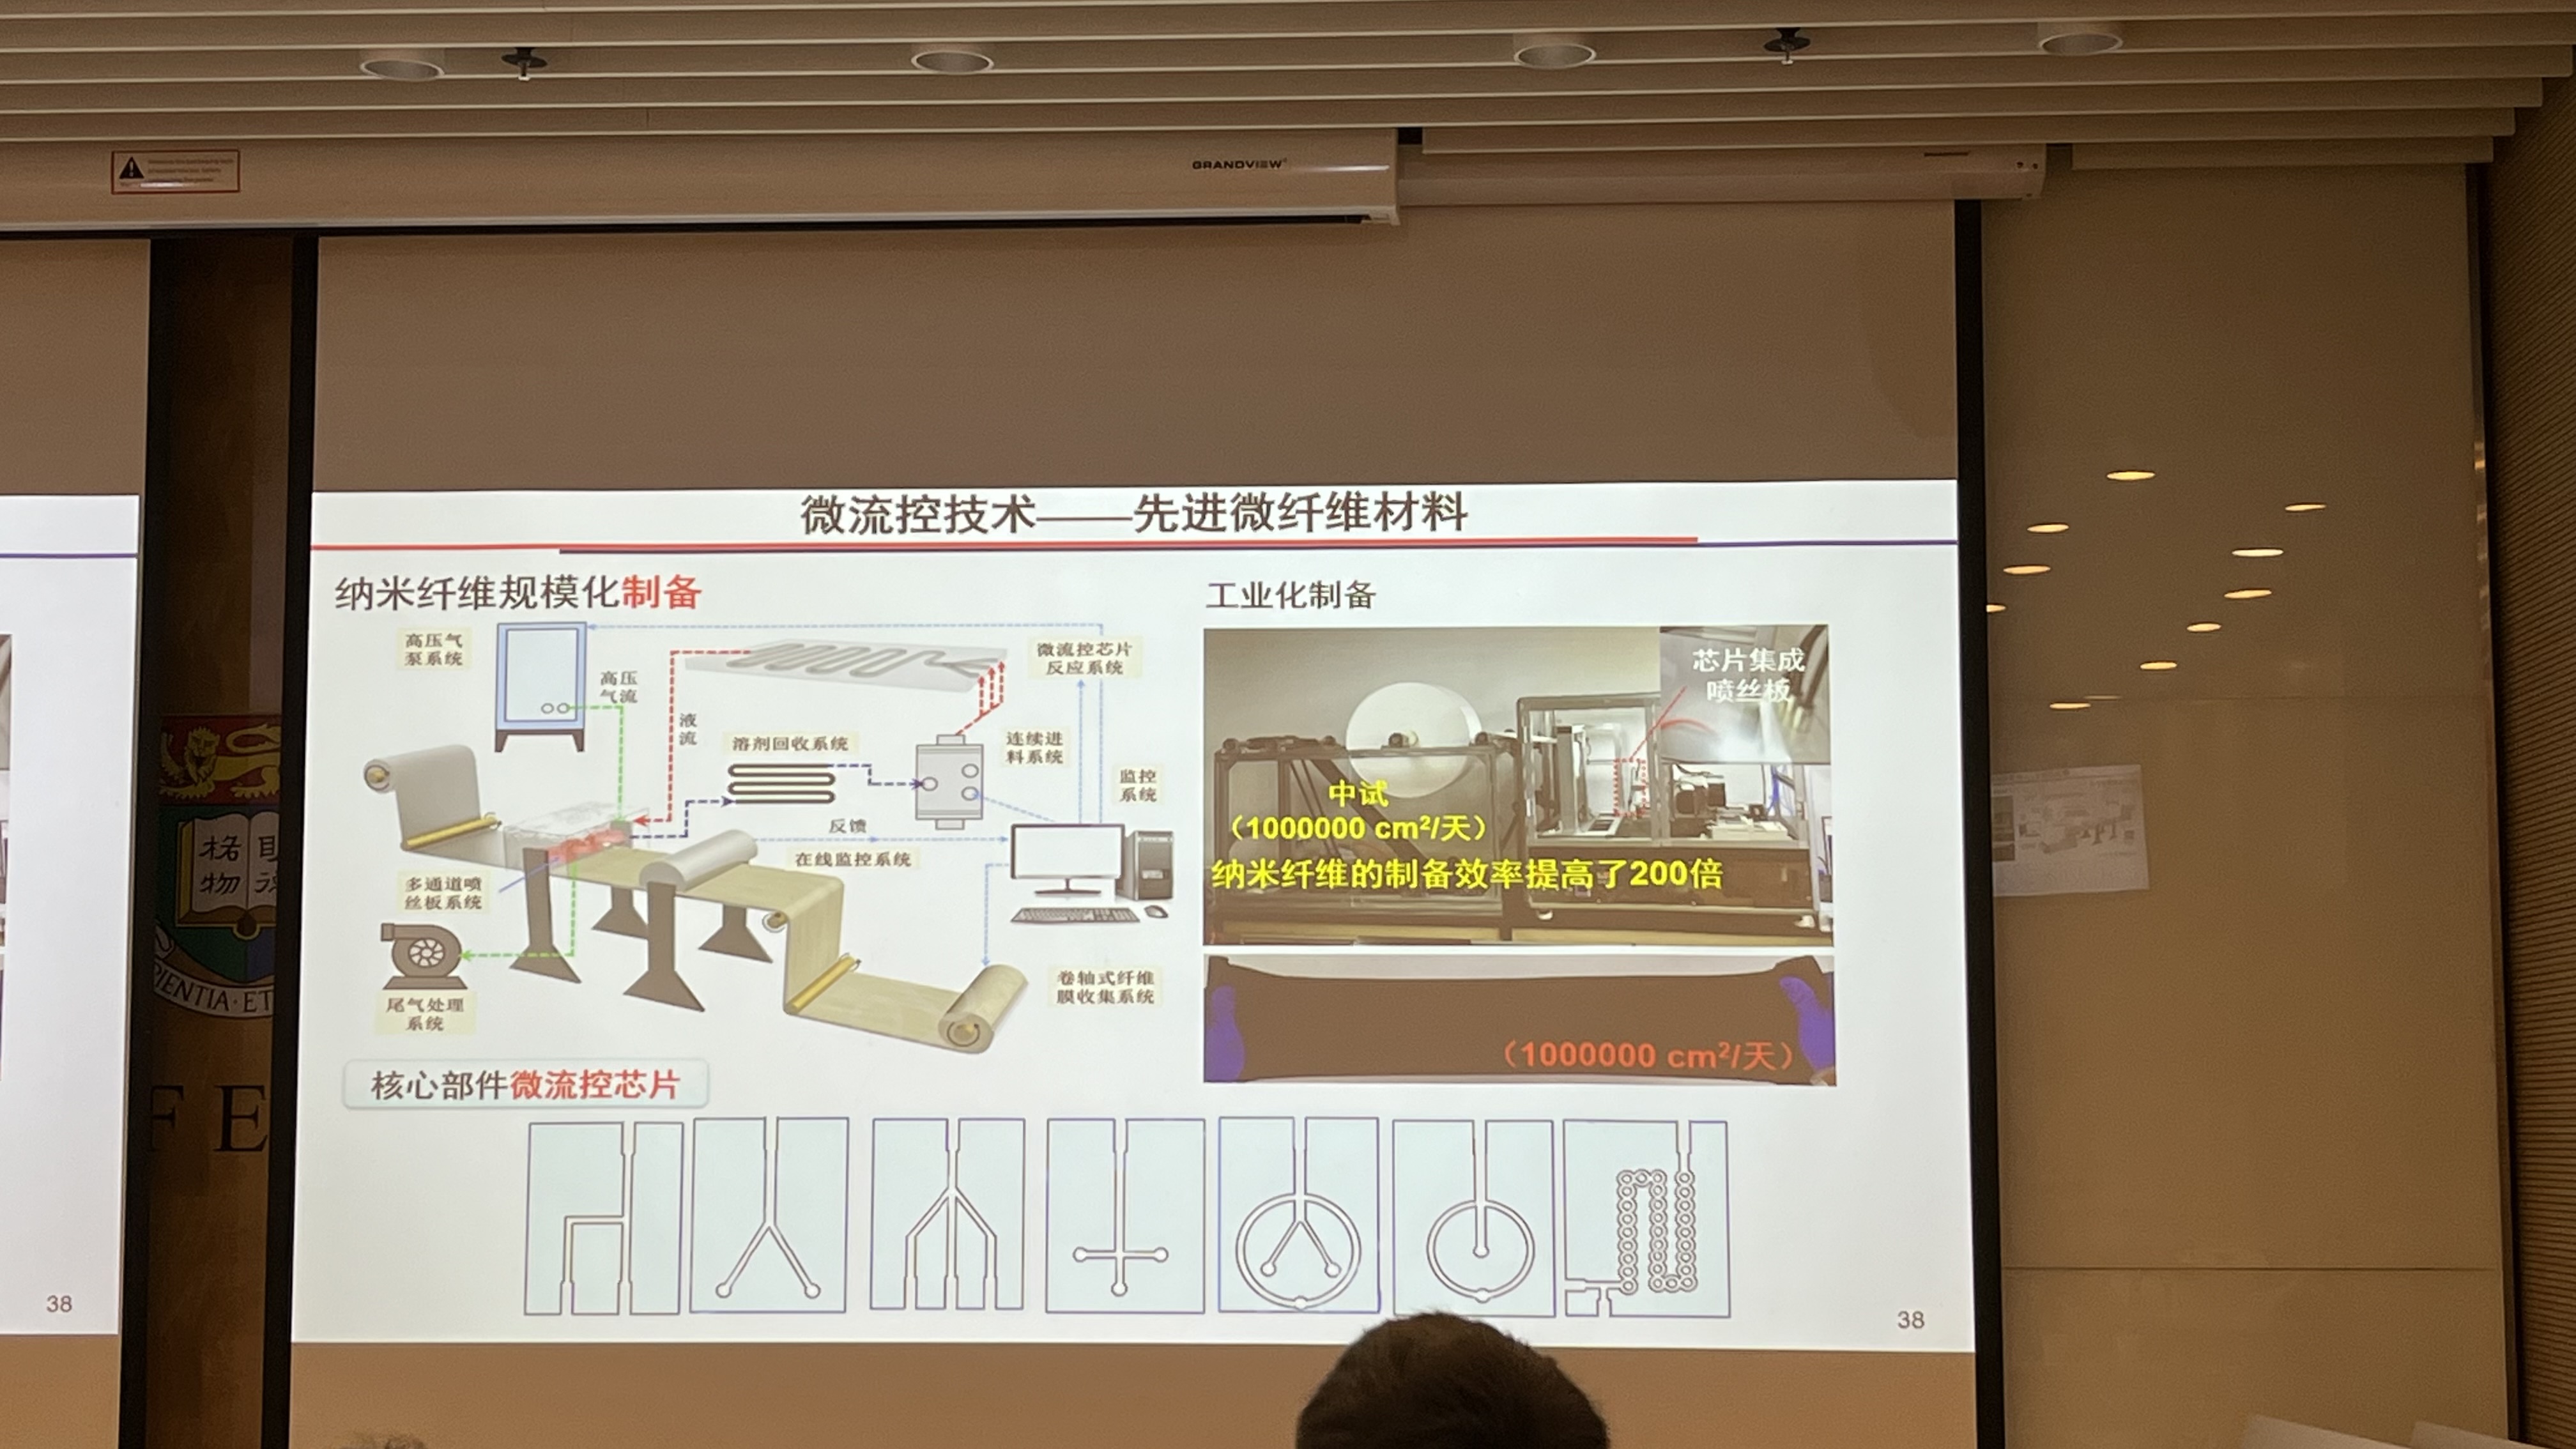 GRANDVIEW
微流控技术——先进微纤维材料
纳米纤维规模化制备
高压气
泵系统
高压
气流
液
流
微流控芯片
反应系统
溶剂回收系统
连续进
料系统
监控
系统
反馈
在线监控系统
多通道喷
丝板系统
尾气处理
系统
卷轴式纤维
膜收集系统
工业化制备
芯片集成
喷丝板
中试
（1000000 cm²/天）
纳米纤维的制备效率提高了200倍
（1000000 cm²/天）
核心部件微流控芯片
38
38
格
物
IENTIA·ET
F E